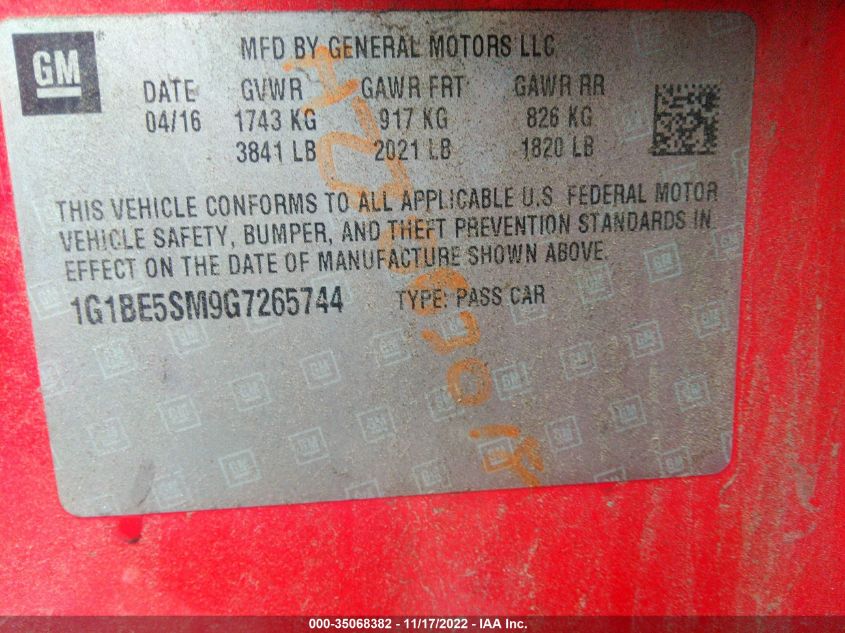 GM
MFD BY GENERAL MOTORS LLC
DATE GVWR GAWR FRT GAWR RR
04/16 1743 KG 917 KG 826 KG
3841 LB 2021 LB 1820 LB
THIS VEHICLE CONFORMS TO ALL APPLICABLE U.S. FEDERAL MOTOR
VEHICLE SAFETY, BUMPER, AND THEFT PREVENTION STANDARDS IN
EFFECT ON THE DATE OF MANUFACTURE SHOWN ABOVE.
1G1BE5SM9G7265744 TYPE: PASS CAR
000-35068382 - 11/17/2022 - IAA Inc.